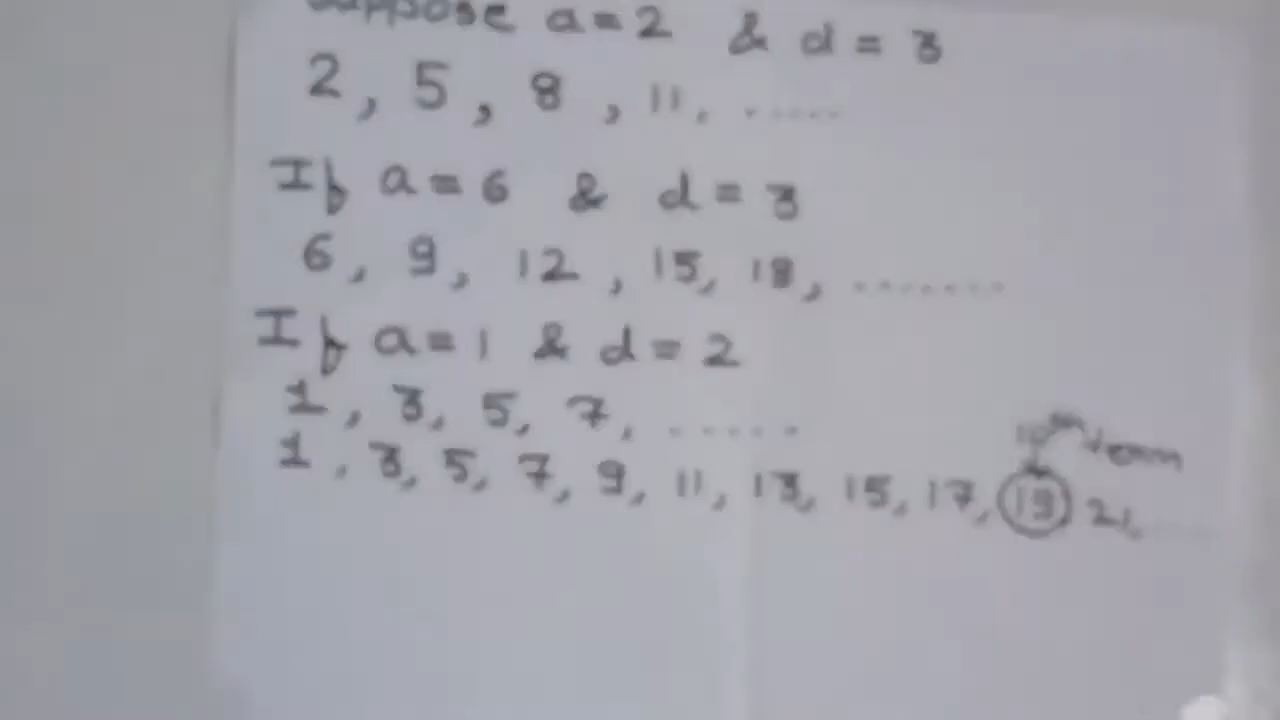 Suppose a = 2 & d = 3
2, 5, 8, 11, .....
If a = 6 & d = 3
6, 9, 12, 15, 18, .......
If a = 1 & d = 2
1, 3, 5, 7, .....
10th term
1, 3, 5, 7, 9, 11, 13, 15, 17, 19, 21, .....